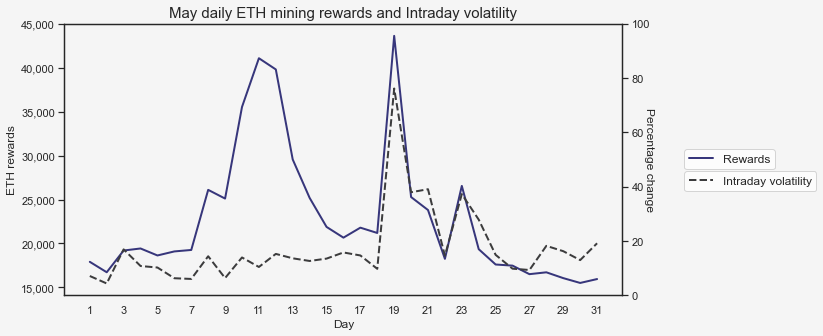 May daily ETH mining rewards and Intraday volatility
45,000
40,000
35,000
30,000
25,000
20,000
15,000
ETH rewards
100
80
60
40
20
0
Percentage change
1 3 5 7 9 11 13 15 17 19 21 23 25 27 29 31
Day
Rewards
Intraday volatility